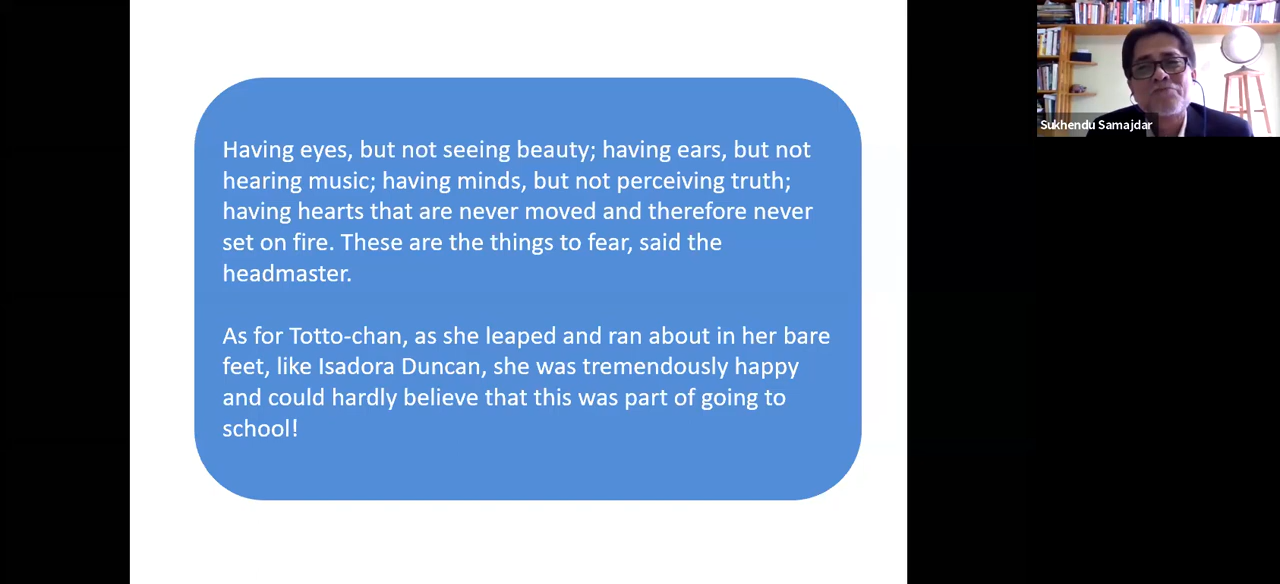 Having eyes, but not seeing beauty; having ears, but not
hearing music; having minds, but not perceiving truth;
having hearts that are never moved and therefore never
set on fire. These are the things to fear, said the
headmaster.
As for Totto-chan, as she leaped and ran about in her bare
feet, like Isadora Duncan, she was tremendously happy
and could hardly believe that this was part of going to
school!
Sukhendu Samajdar